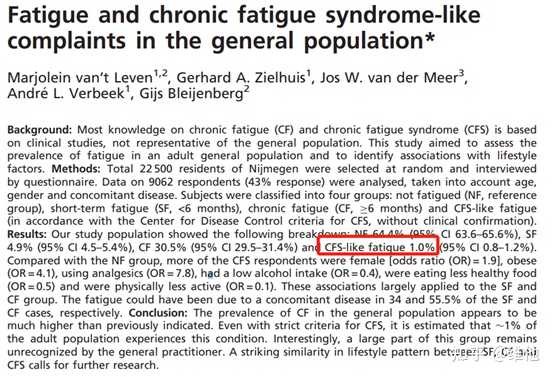 Fatigue and chronic fatigue syndrome-like
complaints in the general population*
Marjolein van't Leven1,2, Gerhard A. Zielhuis1, Jos W. van der Meer3,
André L. Verbeek1, Gijs Bleijenberg2
Background: Most knowledge on chronic fatigue (CF) and chronic fatigue syndrome (CFS) is based
on clinical studies, not representative of the general population. This study aimed to assess the
prevalence of fatigue in an adult general population and to identify associations with lifestyle
factors. Methods: Total 22 500 residents of Nijmegen were selected at random and interviewed
by questionnaire. Data on 9062 respondents (43% response) were analysed, taken into account age,
gender and concomitant disease. Subjects were classified into four groups: not fatigued (NF, reference
group), short-term fatigue (SF, <6 months), chronic fatigue (CF, ≥6 months) and CFS-like fatigue
(in accordance with the Center for Disease Control criteria for CFS, without clinical confirmation).
Results: Our study population showed the following breakdown: NF 64.4% (95% CI 63.6–65.6%), SF
4.9% (95% CI 4.5–5.4%), CF 30.5% (95% CI 29.5–31.4%) and CFS-like fatigue 1.0% (95% CI 0.8–1.2%).
Compared with the NF group, more of the CFS respondents were female [odds ratio (OR) = 1.9], obese
(OR = 4.1), using analgesics (OR = 7.8), had a low alcohol intake (OR = 0.4), were eating less healthy food
(OR = 0.5) and were physically less active (OR = 0.1). These associations largely applied to the SF and
CF group. The fatigue could have been due to a concomitant disease in 34 and 55.5% of the SF and
CF cases, respectively. Conclusion: The prevalence of CF in the general population appears to be
much higher than previously indicated. Even with strict criteria for CFS, it is estimated that ~1% of
the adult population experiences this condition. Interestingly, a large part of this group remains
unrecognized by the general practitioner. A striking similarity in lifestyle pattern between SF, CF and
CFS calls for further research.
知乎